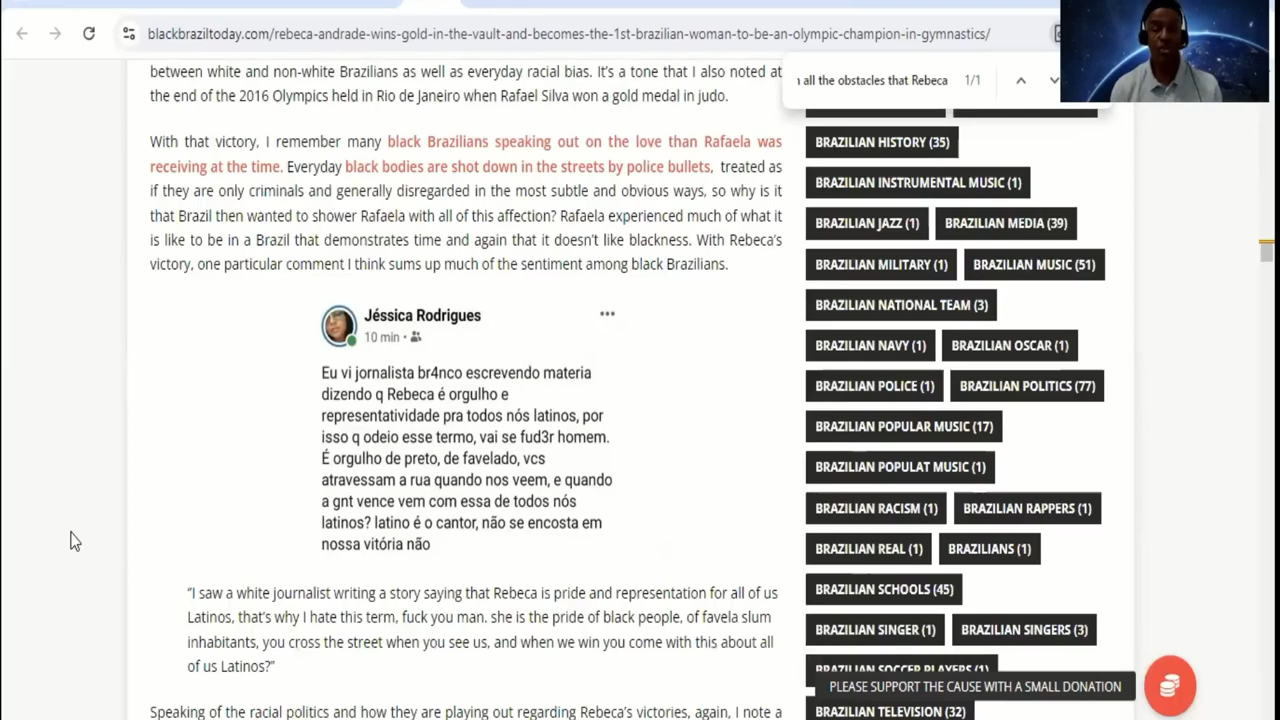 blackbraziltoday.com/rebeca-andrade-wins-gold-in-the-vault-and-becomes-the-1st-brazilian-woman-to-be-an-olympic-champion-in-gymnastics/
all the obstacles that Rebeca
1/1
between white and non-white Brazilians as well as everyday racial bias. It's a tone that I also noted at
the end of the 2016 Olympics held in Rio de Janeiro when Rafael Silva won a gold medal in judo.
With that victory, I remember many black Brazilians speaking out on the love than Rafaela was
receiving at the time. Everyday black bodies are shot down in the streets by police bullets, treated as
if they are only criminals and generally disregarded in the most subtle and obvious ways, so why is it
that Brazil then wanted to shower Rafaela with all of this affection? Rafaela experienced much of what it
is like to be in a Brazil that demonstrates time and again that it doesn't like blackness. With Rebeca's
victory, one particular comment I think sums up much of the sentiment among black Brazilians.
Jéssica Rodrigues
10 min
Eu vi jornalista br4nco escrevendo materia
dizendo q Rebeca é orgulho e
representatividade pra todos nós latinos, por
isso q odeio esse termo, vai se fud3r homem.
É orgulho de preto, de favelado, vcs
atravessam a rua quando nos veem, e quando
a gnt vence vem com essa de todos nós
latinos? latino é o cantor, não se encosta em
nossa vitória não
"I saw a white journalist writing a story saying that Rebeca is pride and representation for all of us
Latinos, that's why I hate this term, fuck you man. she is the pride of black people, of favela slum
inhabitants, you cross the street when you see us, and when we win you come with this about all
of us Latinos?"
Speaking of the racial politics and how they are playing out regarding Rebeca's victories, again, I note a
BRAZILIAN HISTORY (35)
BRAZILIAN INSTRUMENTAL MUSIC (1)
BRAZILIAN JAZZ (1) BRAZILIAN MEDIA (39)
BRAZILIAN MILITARY (1) BRAZILIAN MUSIC (51)
BRAZILIAN NATIONAL TEAM (3)
BRAZILIAN NAVY (1) BRAZILIAN OSCAR (1)
BRAZILIAN POLICE (1) BRAZILIAN POLITICS (77)
BRAZILIAN POPULAR MUSIC (17)
BRAZILIAN POPULAT MUSIC (1)
BRAZILIAN RACISM (1) BRAZILIAN RAPPERS (1)
BRAZILIAN REAL (1) BRAZILIANS (1)
BRAZILIAN SCHOOLS (45)
BRAZILIAN SINGER (1) BRAZILIAN SINGERS (3)
BRAZILIAN SOCCER PLAYERS (1)
PLEASE SUPPORT THE CAUSE WITH A SMALL DONATION
BRAZILIAN TELEVISION (32)